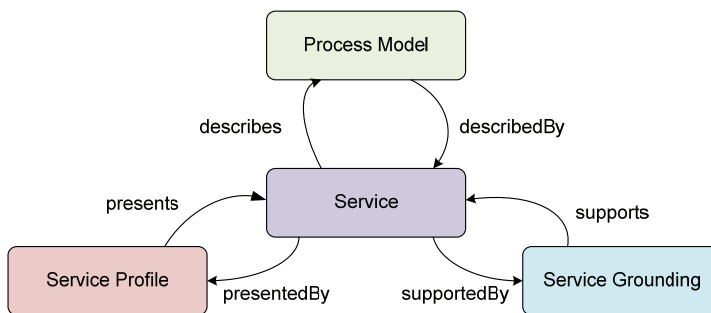 Process Model
describes
describedBy
Service
presents
supports
Service Profile
Service Grounding
presentedBy
supportedBy